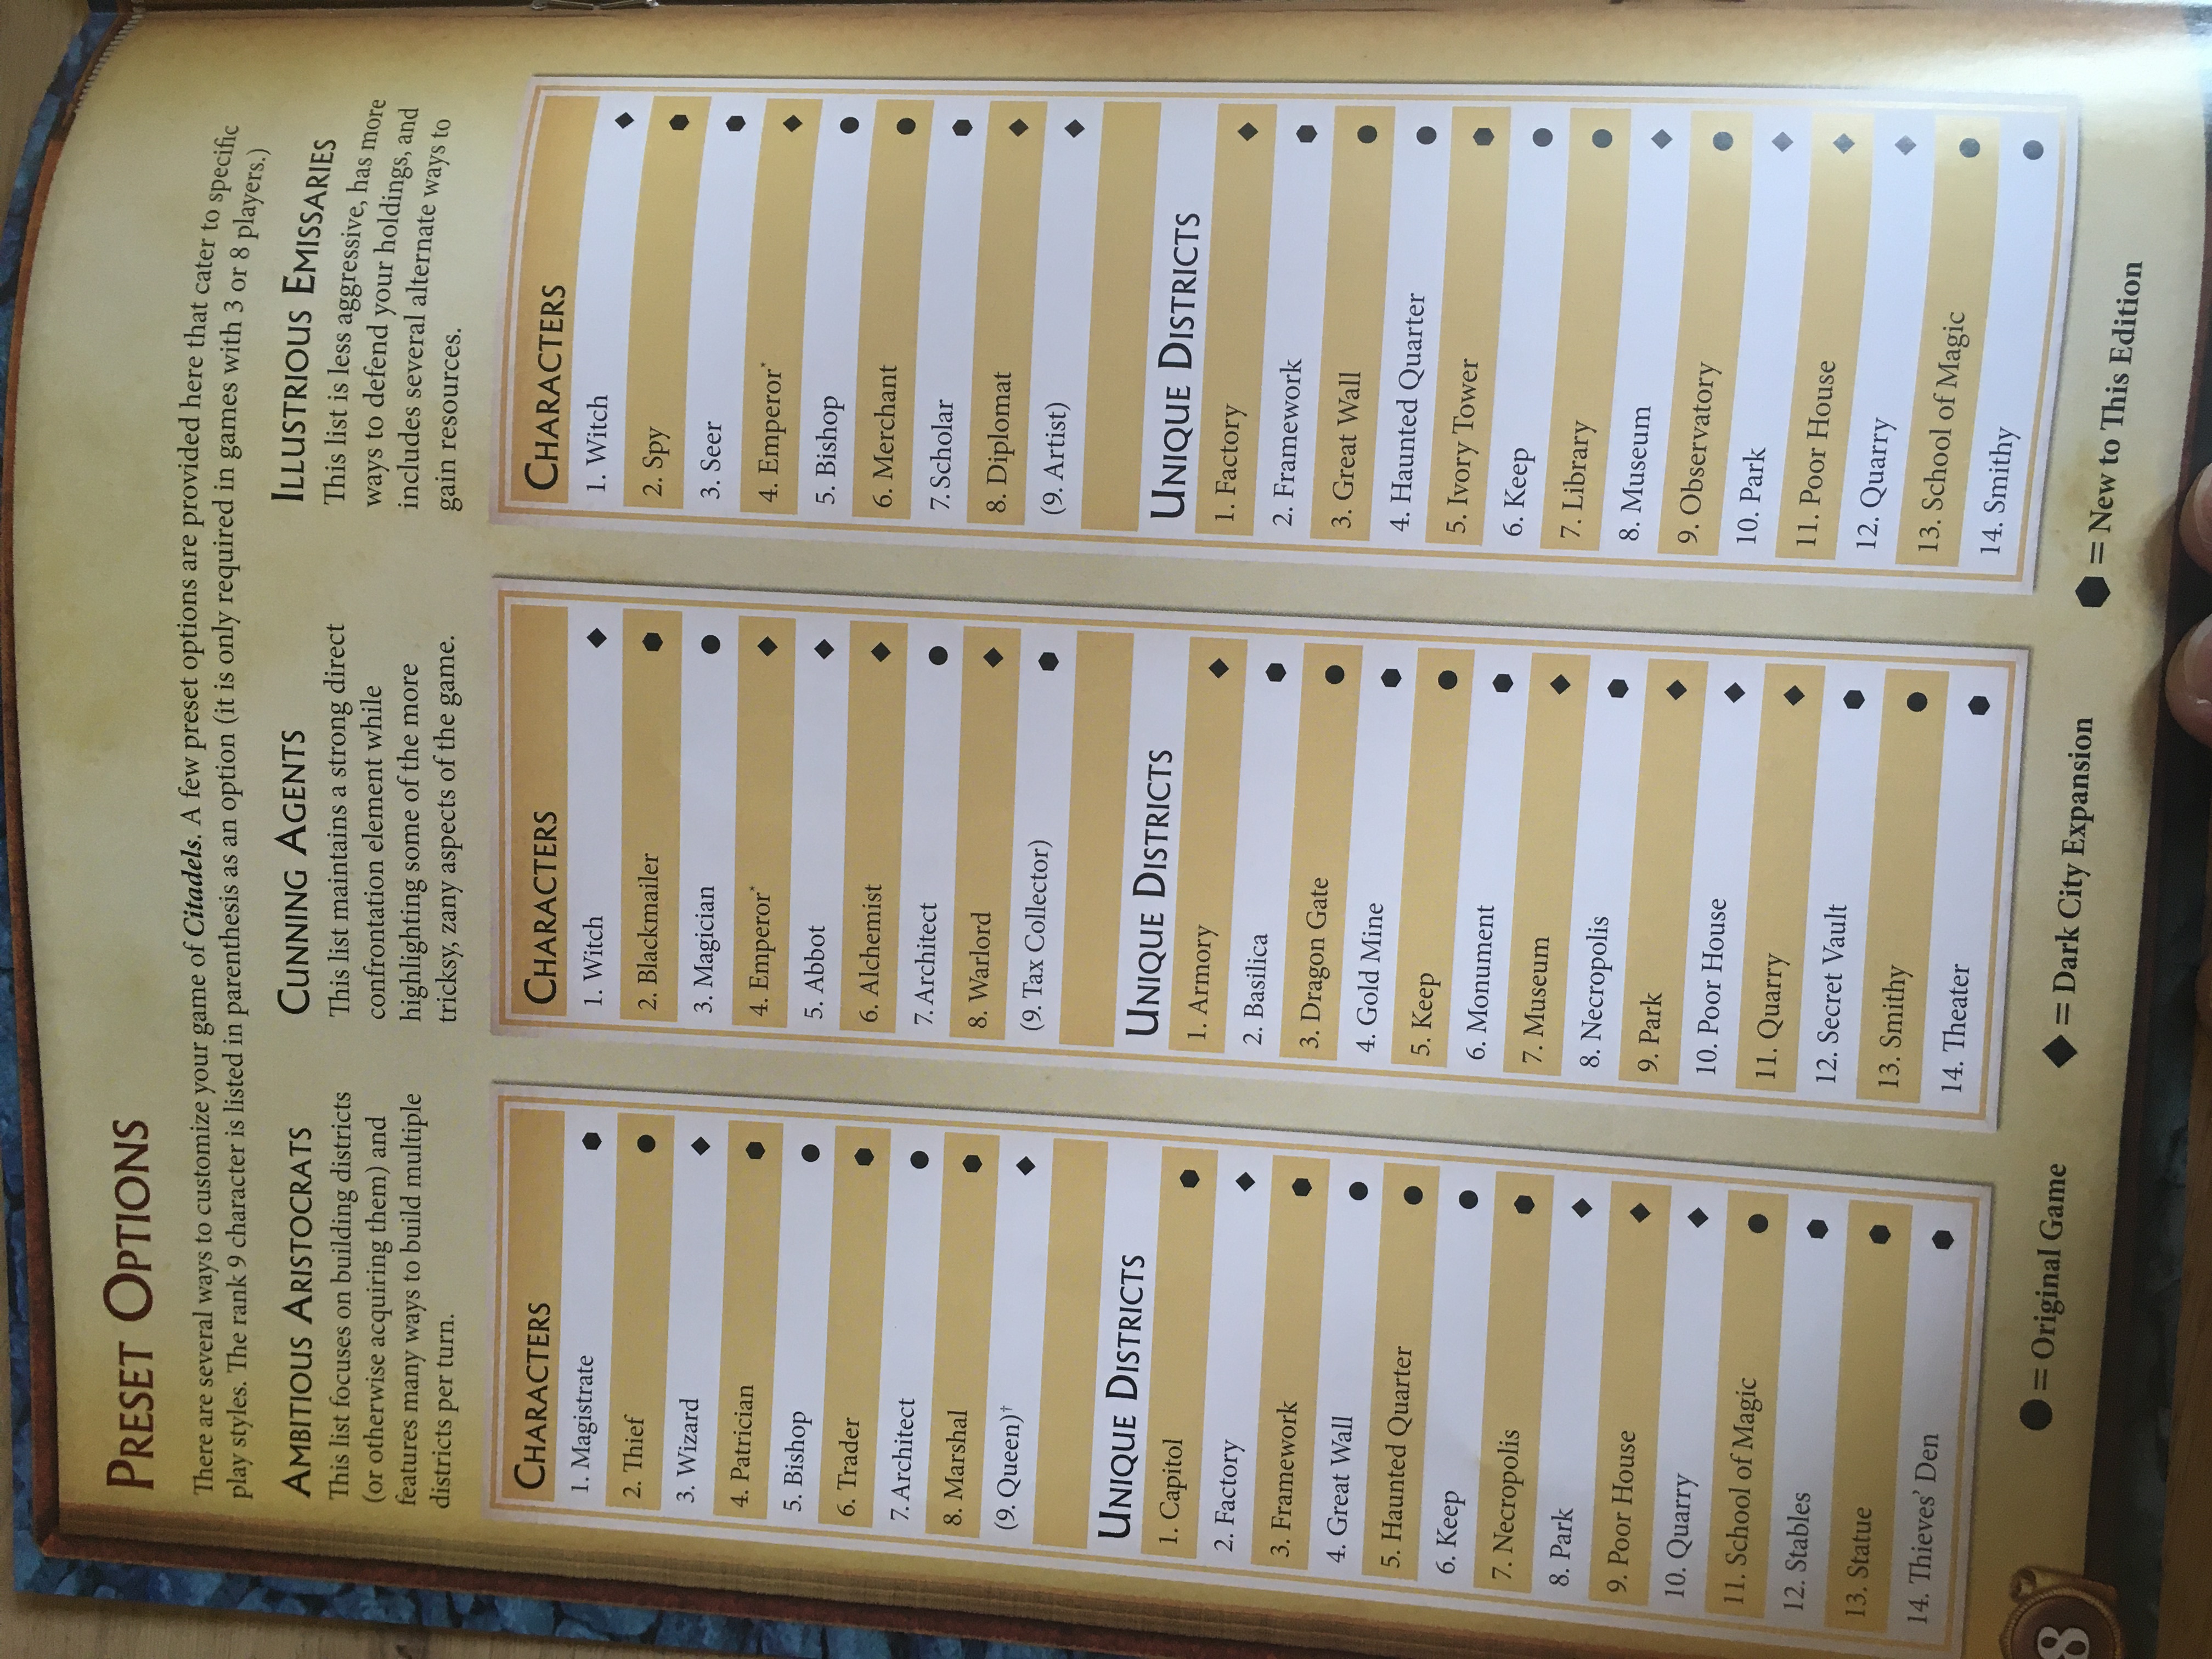 PRESET OPTIONS
There are several ways to customize your game of Citadels. A few preset options are provided here that cater to specific
play styles. The rank 9 character is listed in parenthesis as an option (it is only required in games with 3 or 8 players.)
AMBITIOUS ARISTOCRATS
This list focuses on building districts
(or otherwise acquiring them) and
features many ways to build multiple
districts per turn.
CHARACTERS
1. Magistrate ⬢
2. Thief ●
3. Wizard ◆
4. Patrician ⬢
5. Bishop ●
6. Trader ⬢
7. Architect ●
8. Marshal ⬢
(9. Queen)† ◆
UNIQUE DISTRICTS
1. Capitol ⬢
2. Factory ◆
3. Framework ⬢
4. Great Wall ●
5. Haunted Quarter ●
6. Keep ●
7. Necropolis ⬢
8. Park ◆
9. Poor House ◆
10. Quarry ◆
11. School of Magic ●
12. Stables ⬢
13. Statue ⬢
14. Thieves' Den ⬢
CUNNING AGENTS
This list maintains a strong direct
confrontation element while
highlighting some of the more
tricksy, zany aspects of the game.
CHARACTERS
1. Witch ◆
2. Blackmailer ⬢
3. Magician ●
4. Emperor* ◆
5. Abbot ◆
6. Alchemist ◆
7. Architect ●
8. Warlord ◆
(9. Tax Collector) ⬢
UNIQUE DISTRICTS
1. Armory ◆
2. Basilica ⬢
3. Dragon Gate ●
4. Gold Mine ⬢
5. Keep ●
6. Monument ⬢
7. Museum ◆
8. Necropolis ⬢
9. Park ◆
10. Poor House ◆
11. Quarry ◆
12. Secret Vault ⬢
13. Smithy ●
14. Theater ⬢
ILLUSTRIOUS EMISSARIES
This list is less aggressive, has more
ways to defend your holdings, and
includes several alternate ways to
gain resources.
CHARACTERS
1. Witch ◆
2. Spy ⬢
3. Seer ⬢
4. Emperor* ◆
5. Bishop ●
6. Merchant ●
7. Scholar ⬢
8. Diplomat ◆
(9. Artist) ◆
UNIQUE DISTRICTS
1. Factory ◆
2. Framework ⬢
3. Great Wall ●
4. Haunted Quarter ●
5. Ivory Tower ⬢
6. Keep ●
7. Library ●
8. Museum ◆
9. Observatory ●
10. Park ◆
11. Poor House ◆
12. Quarry ◆
13. School of Magic ●
14. Smithy ●
● = Original Game
◆ = Dark City Expansion
⬢ = New to This Edition
8